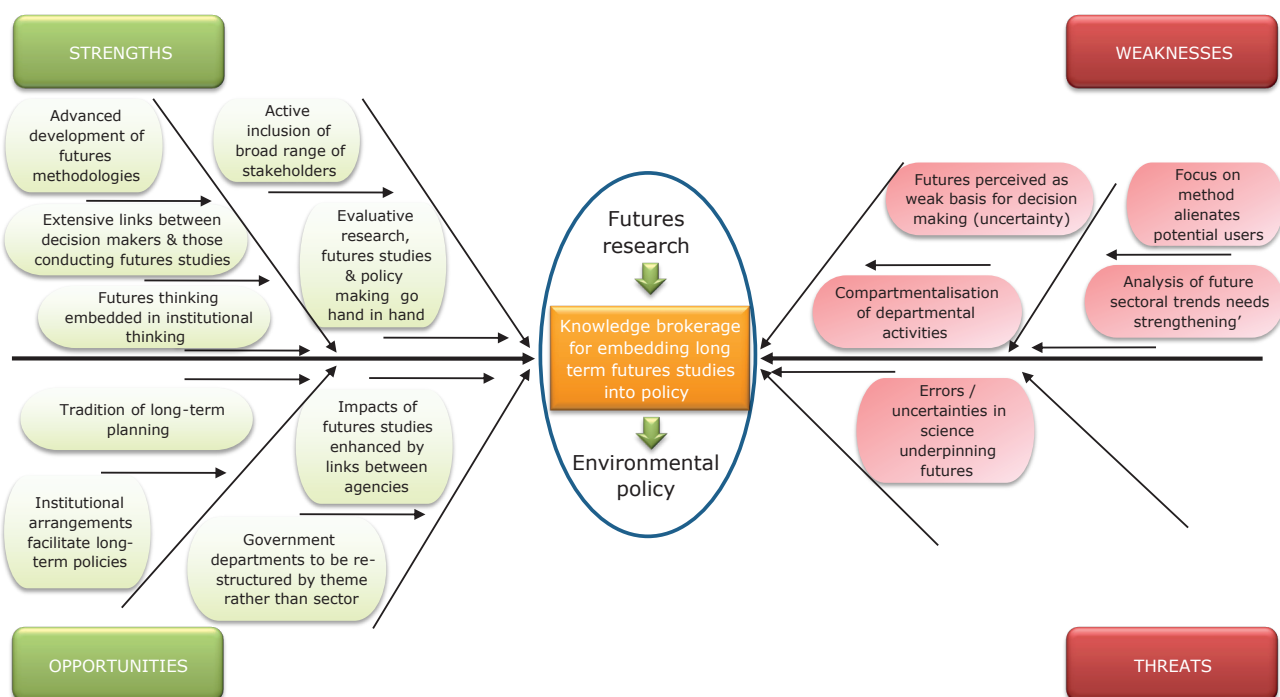 STRENGTHS
WEAKNESSES
Advanced
development of
futures
methodologies
Active
inclusion of
broad range of
stakeholders
Extensive links between
decision makers & those
conducting futures studies
Evaluative
research,
futures studies
& policy
making go
hand in hand
Futures thinking
embedded in institutional
thinking
Futures
research
Knowledge brokerage
for embedding long
term futures studies
into policy
Environmental
policy
Futures perceived as
weak basis for decision
making (uncertainty)
Focus on
method
alienates
potential users
Compartmentalisation
of departmental
activities
Analysis of future
sectoral trends needs
strengthening’
Tradition of long-term
planning
Impacts of
futures studies
enhanced by
links between
agencies
Institutional
arrangements
facilitate long-
term policies
Government
departments to be re-
structured by theme
rather than sector
Errors /
uncertainties in
science
underpinning
futures
OPPORTUNITIES
THREATS